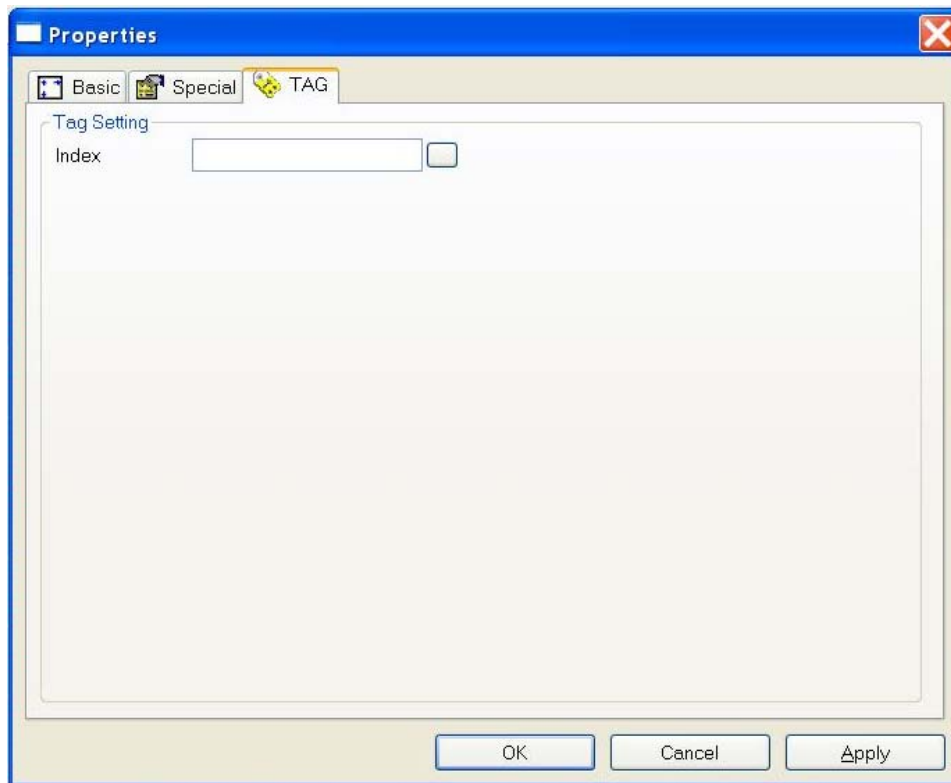 Properties
Basic Special TAG
Tag Setting
Index
OK Cancel Apply